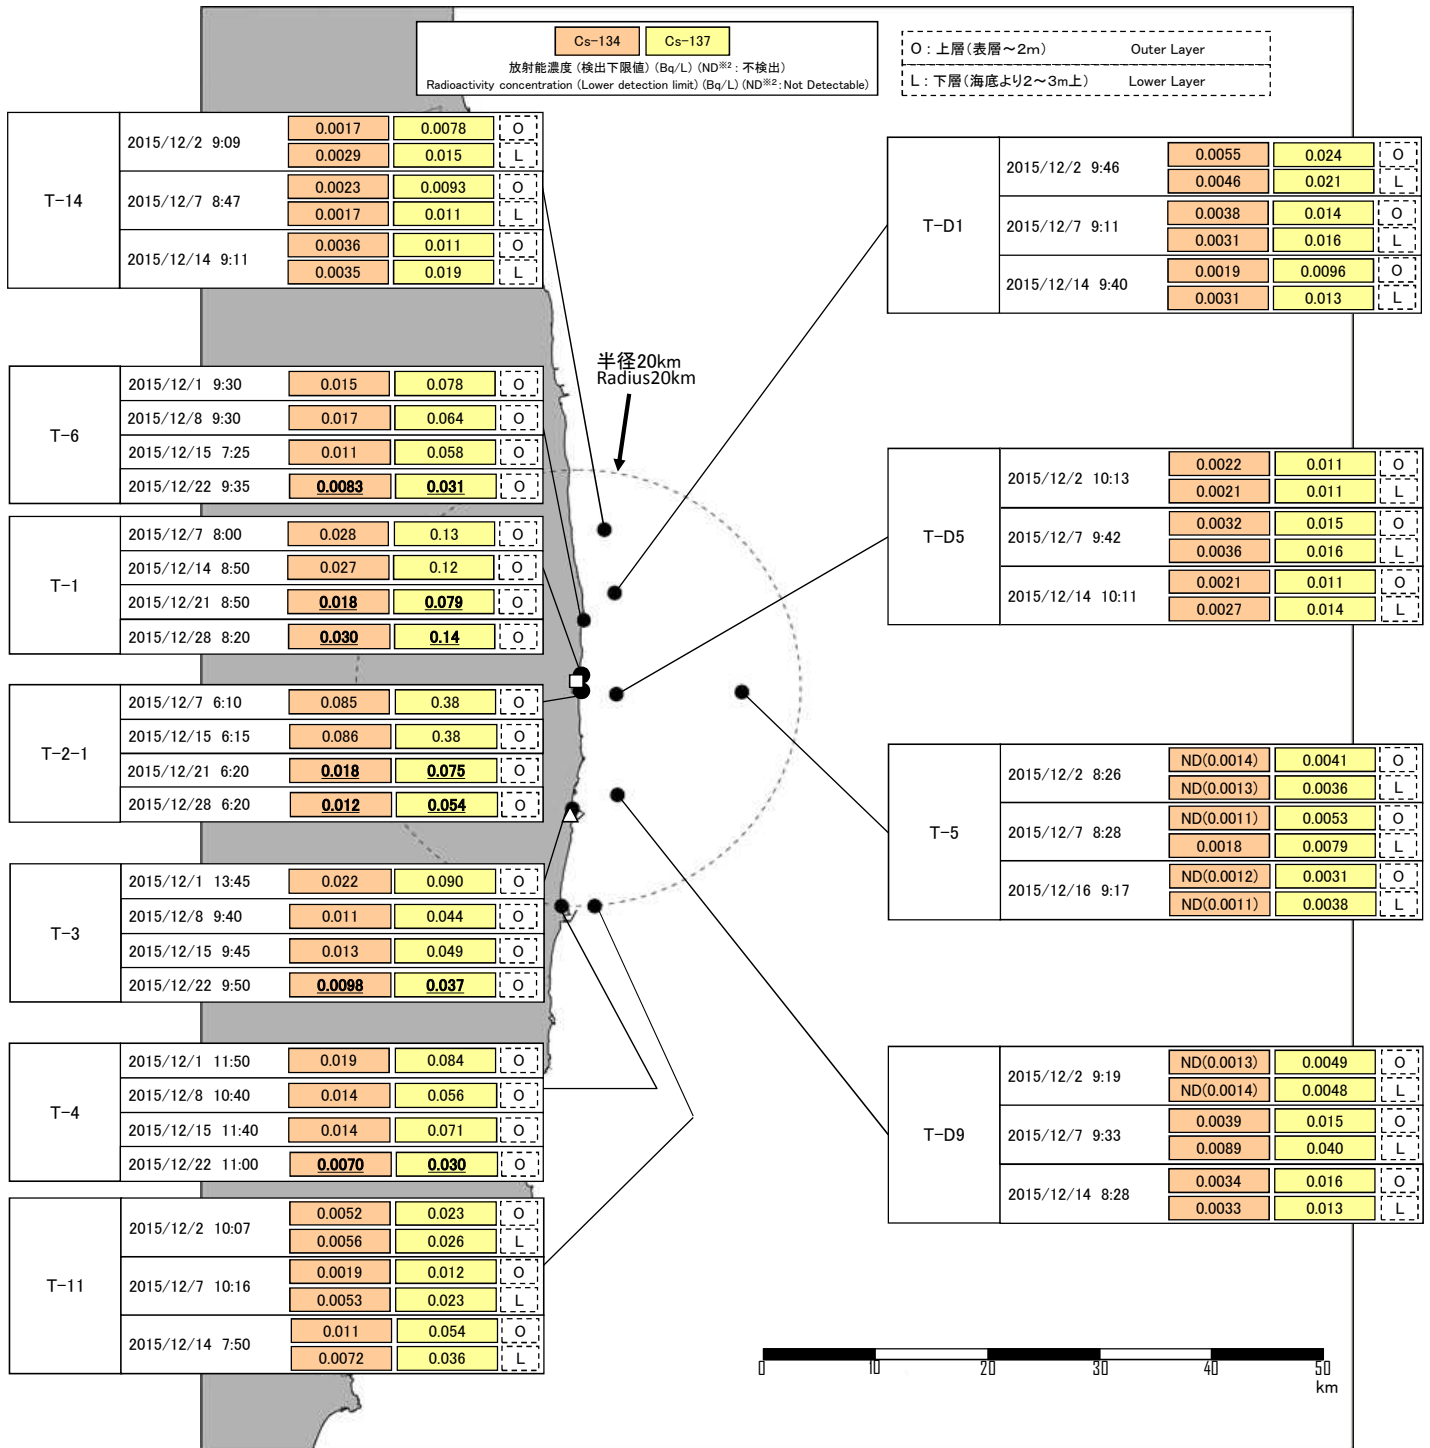 Cs-134 Cs-137
放射能濃度 (検出下限値) (Bq/L) (ND※2 : 不検出)
Radioactivity concentration (Lower detection limit) (Bq/L) (ND※2: Not Detectable)
O : 上層(表層~2m) Outer Layer
L : 下層(海底より2~3m上) Lower Layer
T-14
2015/12/2 9:09 0.0017 0.0078 O
0.0029 0.015 L
2015/12/7 8:47 0.0023 0.0093 O
0.0017 0.011 L
2015/12/14 9:11 0.0036 0.011 O
0.0035 0.019 L
T-6
2015/12/1 9:30 0.015 0.078 O
2015/12/8 9:30 0.017 0.064 O
2015/12/15 7:25 0.011 0.058 O
2015/12/22 9:35 0.0083 0.031 O
T-1
2015/12/7 8:00 0.028 0.13 O
2015/12/14 8:50 0.027 0.12 O
2015/12/21 8:50 0.018 0.079 O
2015/12/28 8:20 0.030 0.14 O
T-2-1
2015/12/7 6:10 0.085 0.38 O
2015/12/15 6:15 0.086 0.38 O
2015/12/21 6:20 0.018 0.075 O
2015/12/28 6:20 0.012 0.054 O
T-3
2015/12/1 13:45 0.022 0.090 O
2015/12/8 9:40 0.011 0.044 O
2015/12/15 9:45 0.013 0.049 O
2015/12/22 9:50 0.0098 0.037 O
T-4
2015/12/1 11:50 0.019 0.084 O
2015/12/8 10:40 0.014 0.056 O
2015/12/15 11:40 0.014 0.071 O
2015/12/22 11:00 0.0070 0.030 O
T-11
2015/12/2 10:07 0.0052 0.023 O
0.0056 0.026 L
2015/12/7 10:16 0.0019 0.012 O
0.0053 0.023 L
2015/12/14 7:50 0.011 0.054 O
0.0072 0.036 L
半径20km
Radius20km
T-D1
2015/12/2 9:46 0.0055 0.024 O
0.0046 0.021 L
2015/12/7 9:11 0.0038 0.014 O
0.0031 0.016 L
2015/12/14 9:40 0.0019 0.0096 O
0.0031 0.013 L
T-D5
2015/12/2 10:13 0.0022 0.011 O
0.0021 0.011 L
2015/12/7 9:42 0.0032 0.015 O
0.0036 0.016 L
2015/12/14 10:11 0.0021 0.011 O
0.0027 0.014 L
T-5
2015/12/2 8:26 ND(0.0014) 0.0041 O
ND(0.0013) 0.0036 L
2015/12/7 8:28 ND(0.0011) 0.0053 O
0.0018 0.0079 L
2015/12/16 9:17 ND(0.0012) 0.0031 O
ND(0.0011) 0.0038 L
T-D9
2015/12/2 9:19 ND(0.0013) 0.0049 O
ND(0.0014) 0.0048 L
2015/12/7 9:33 0.0039 0.015 O
0.0089 0.040 L
2015/12/14 8:28 0.0034 0.016 O
0.0033 0.013 L
0 10 20 30 40 50
km